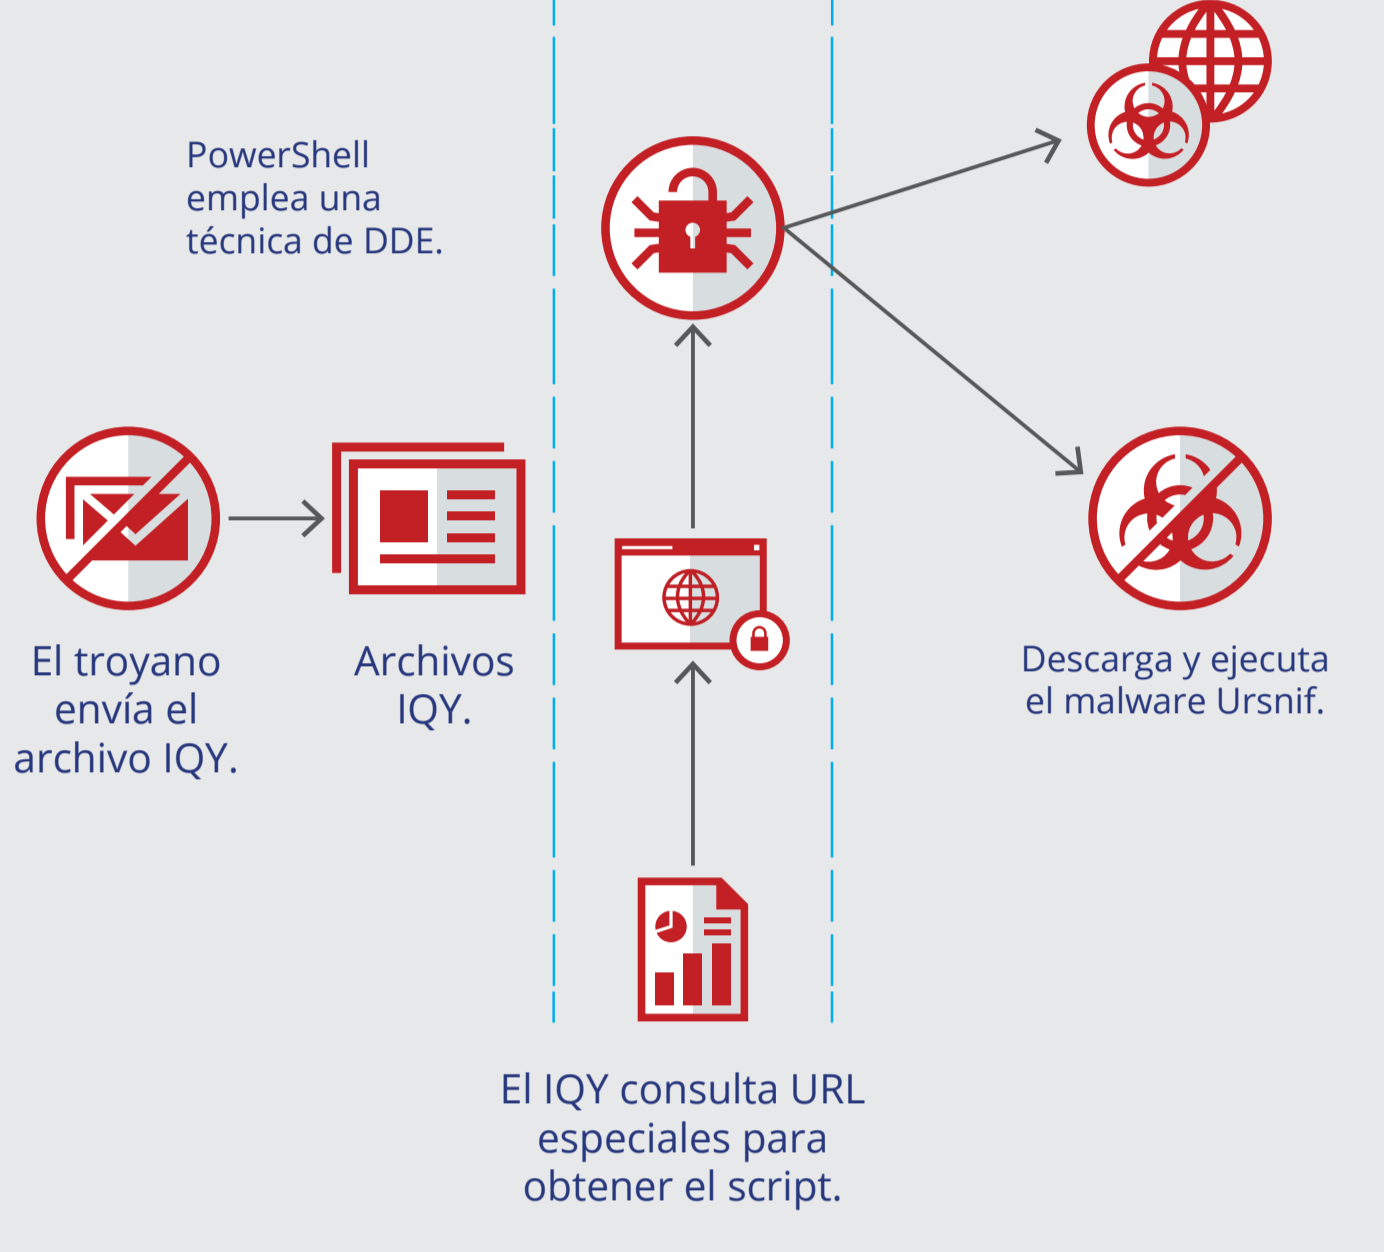 PowerShell
emplea una
técnica de DDE.
El troyano
envía el
archivo IQY.
Archivos
IQY.
Descarga y ejecuta
el malware Ursnif.
El IQY consulta URL
especiales para
obtener el script.